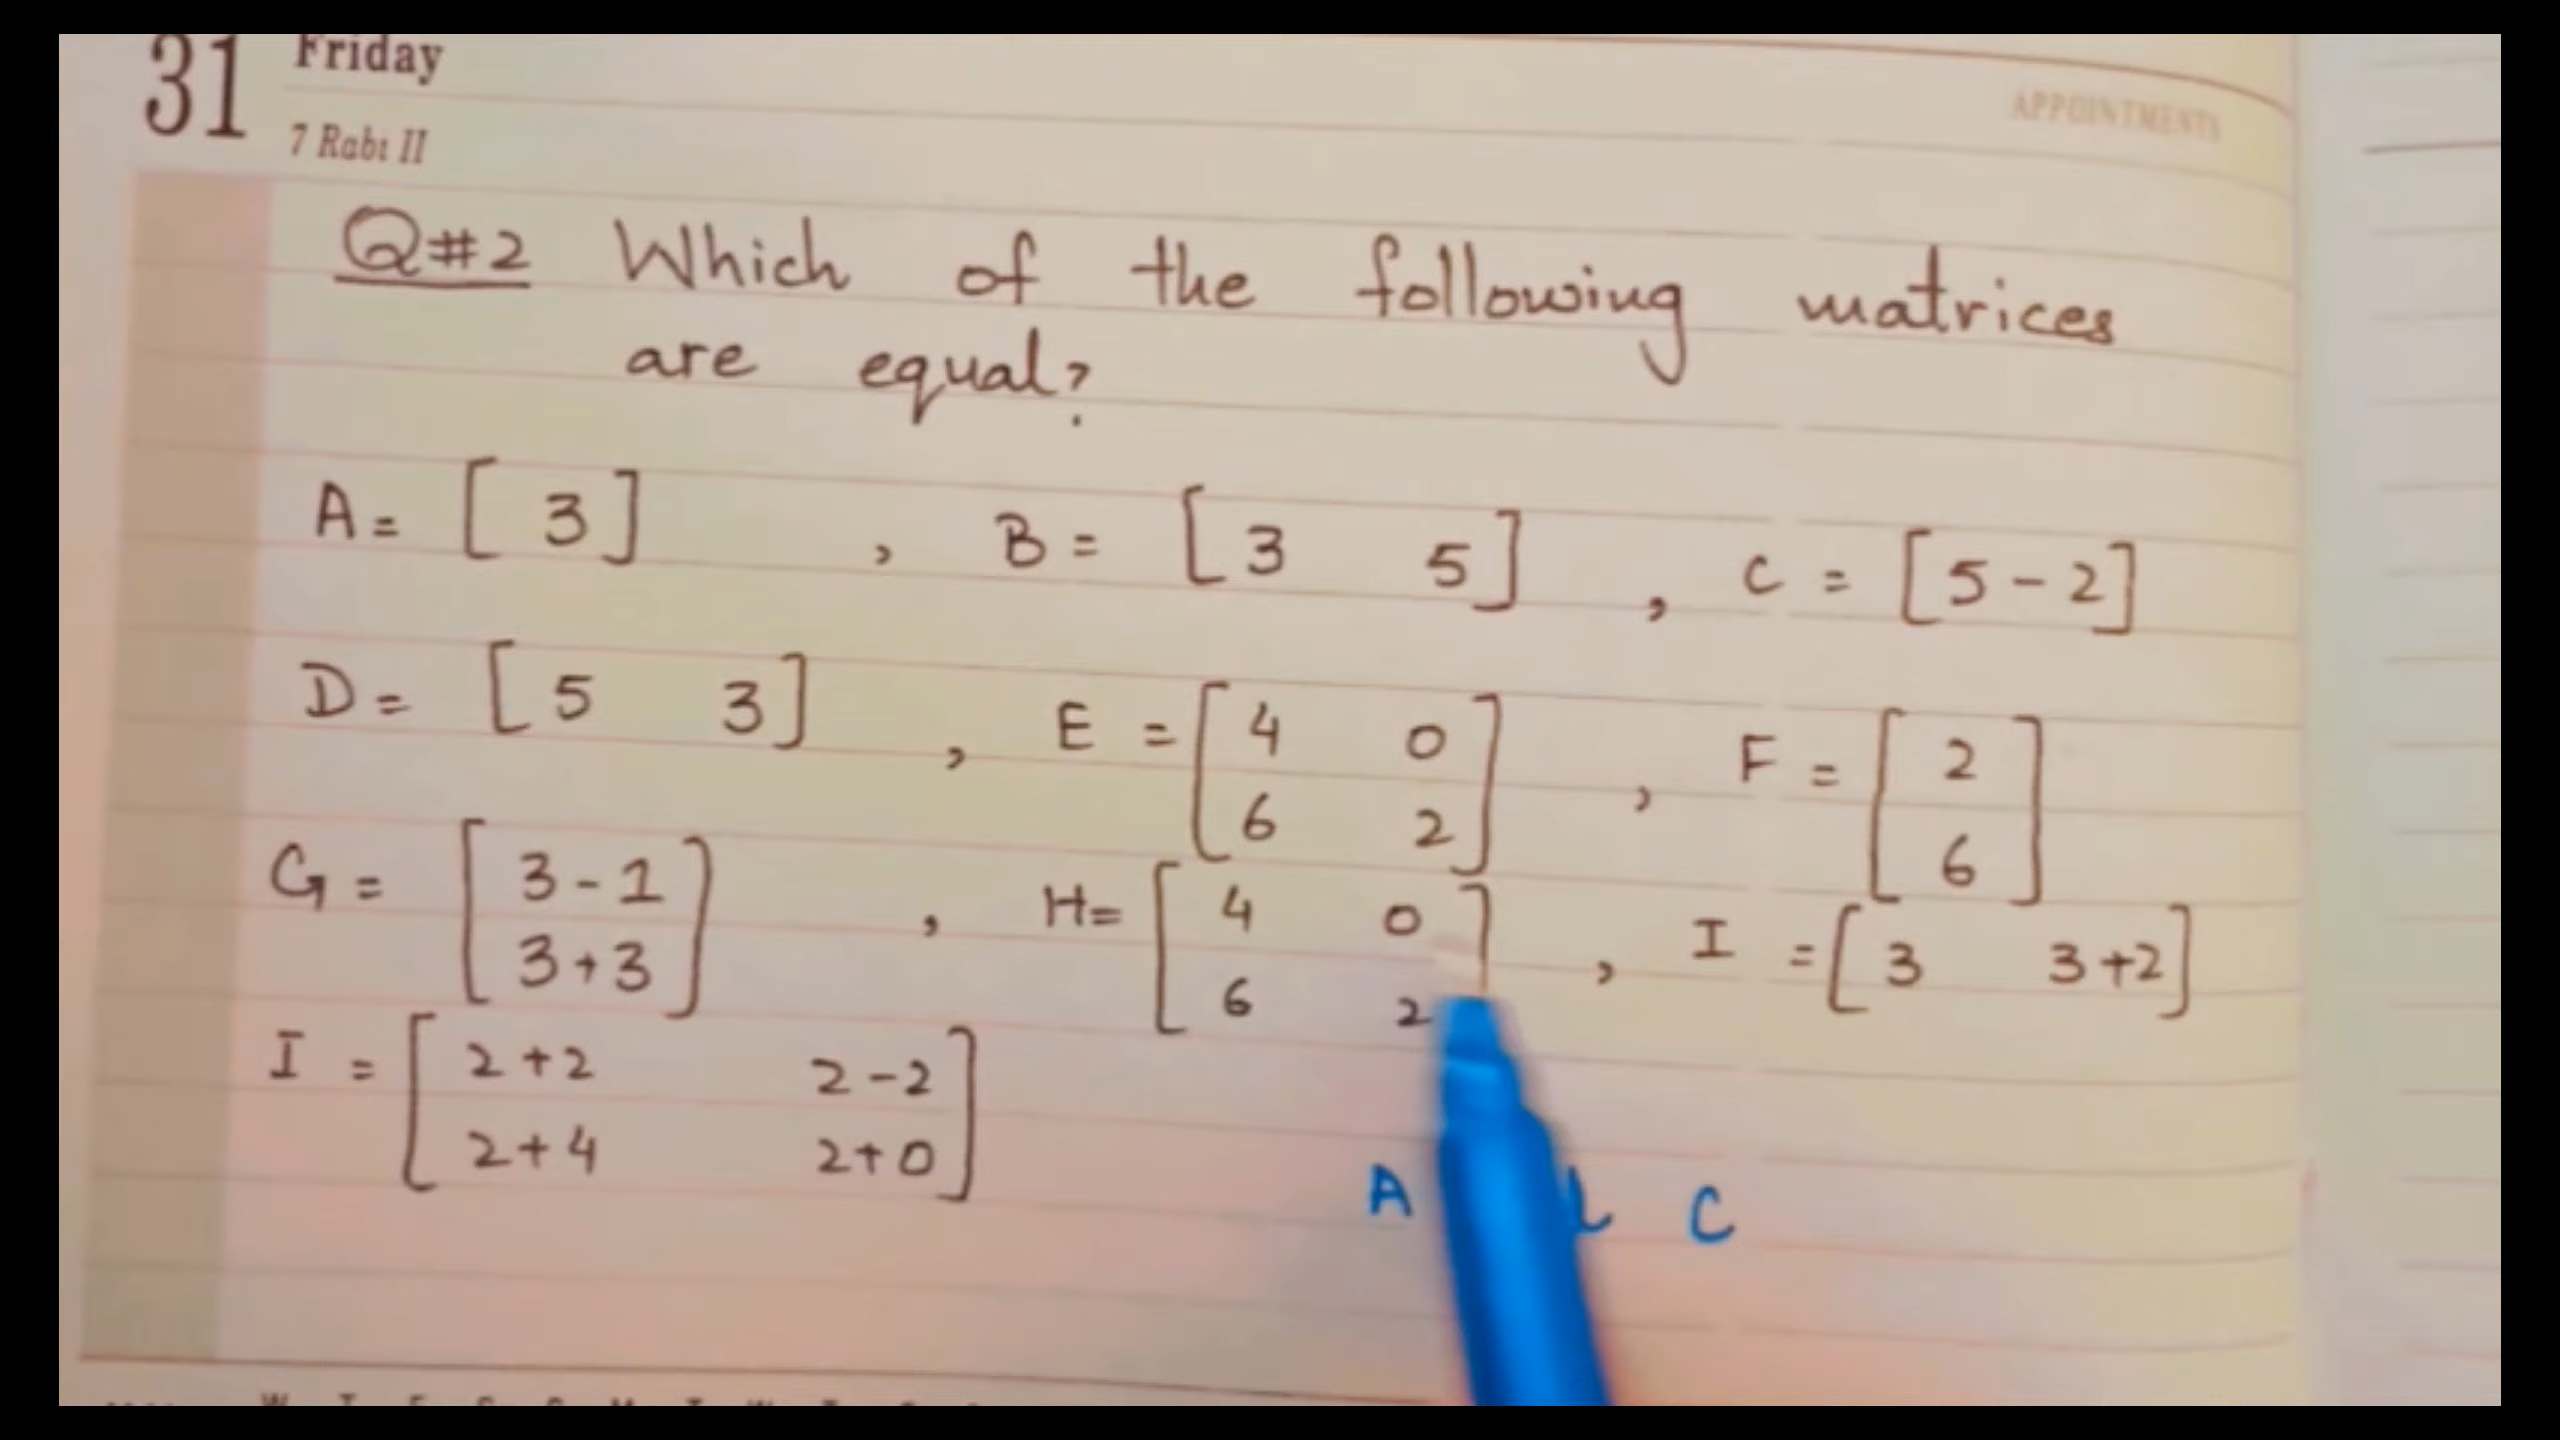 31 Friday
APPOINTMENTS
7 Rabi II
Q#2 Which of the following matrices
are equal?
A = [ 3 ] , B = [ 3 5 ] , C = [ 5 - 2 ]
D = [ 5 3 ] , E = [ 4 0 ] , F = [ 2 ]
[ 6 2 ] [ 6 ]
G = [ 3 - 1 ] , H = [ 4 0 ] , I = [ 3 3+2 ]
[ 3 + 3 ] [ 6 2
I = [ 2 + 2 2 - 2 ]
[ 2 + 4 2 + 0 ]
A C